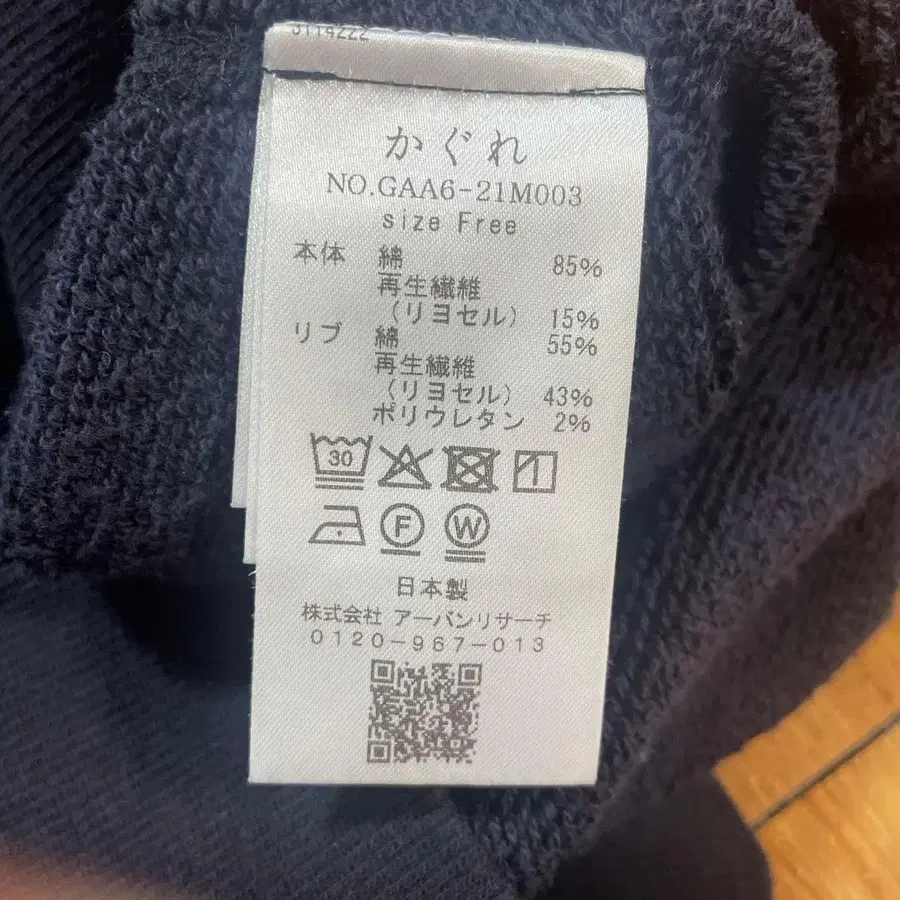 3114222
かぐれ
NO.GAA6-21M003
size Free
本体 綿 85%
再生繊維
(リヨセル) 15%
リブ 綿 55%
再生繊維
(リヨセル) 43%
ポリウレタン 2%
30
F W
日本製
株式会社 アーバンリサーチ
0120-967-013